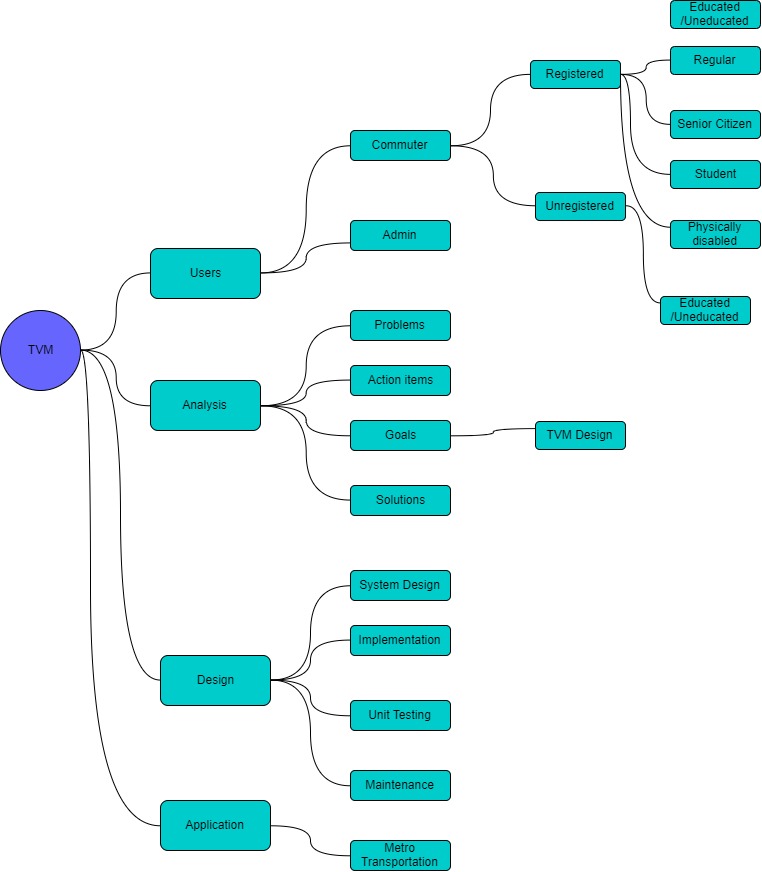 Educated
/Uneducated
Regular
Registered
Senior Citizen
Commuter
Student
Unregistered
Physically
disabled
Admin
Users
Educated
/Uneducated
Problems
TVM
Action items
Analysis
Goals
TVM Design
Solutions
System Design
Implementation
Design
Unit Testing
Maintenance
Application
Metro
Transportation